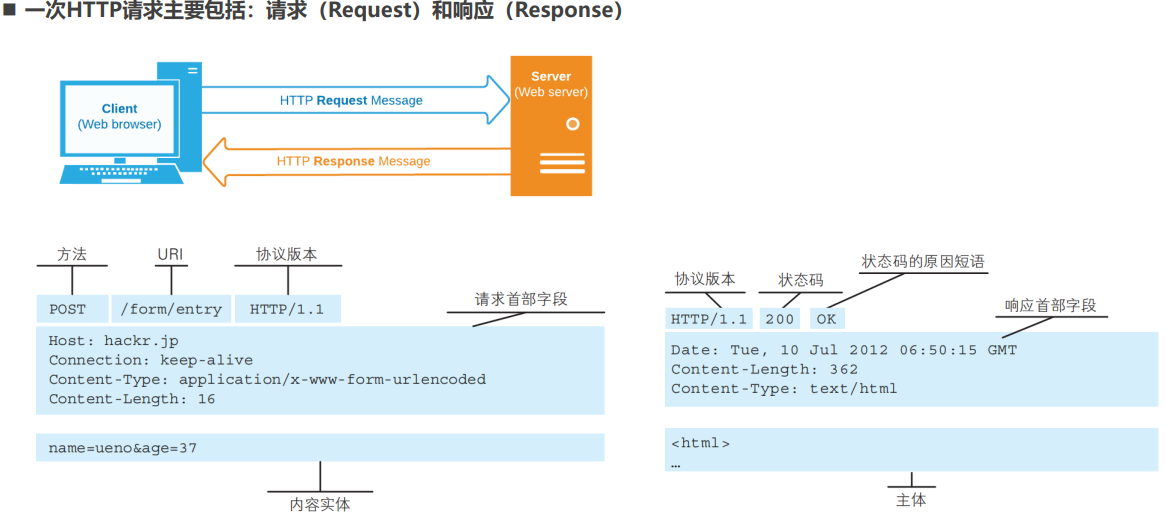 ■ 一次HTTP请求主要包括：请求（Request）和响应（Response）
Client
(Web browser)
HTTP Request Message
HTTP Response Message
Server
(Web server)
方法
URI
协议版本
POST
/form/entry
HTTP/1.1
请求首部字段
Host: hackr.jp
Connection: keep-alive
Content-Type: application/x-www-form-urlencoded
Content-Length: 16
name=ueno&age=37
内容实体
协议版本
状态码
状态码的原因短语
HTTP/1.1
200
OK
响应首部字段
Date: Tue, 10 Jul 2012 06:50:15 GMT
Content-Length: 362
Content-Type: text/html
<html>
…
主体